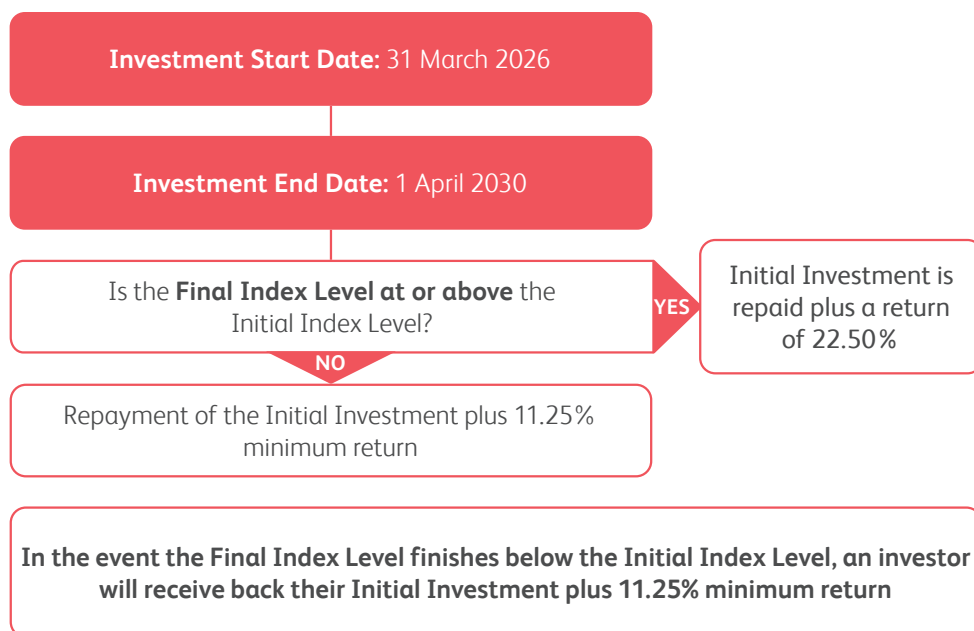 Investment Start Date: 31 March 2026
Investment End Date: 1 April 2030
Is the Final Index Level at or above the
Initial Index Level?
YES
Initial Investment is
repaid plus a return
of 22.50%
NO
Repayment of the Initial Investment plus 11.25%
minimum return
In the event the Final Index Level finishes below the Initial Index Level, an investor
will receive back their Initial Investment plus 11.25% minimum return